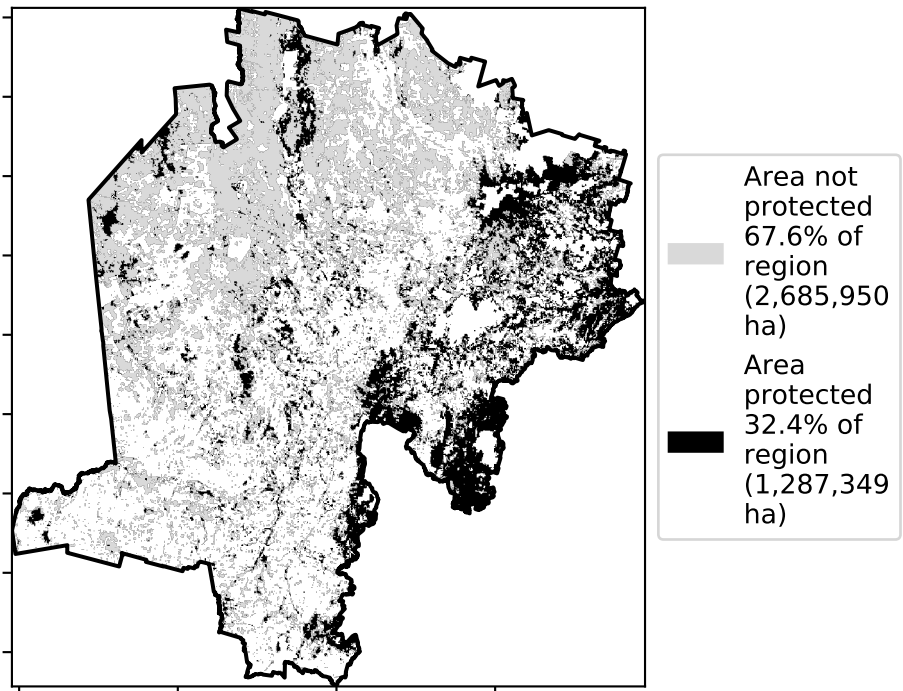 Area not
protected
67.6% of
region
(2,685,950
ha)
Area
protected
32.4% of
region
(1,287,349
ha)